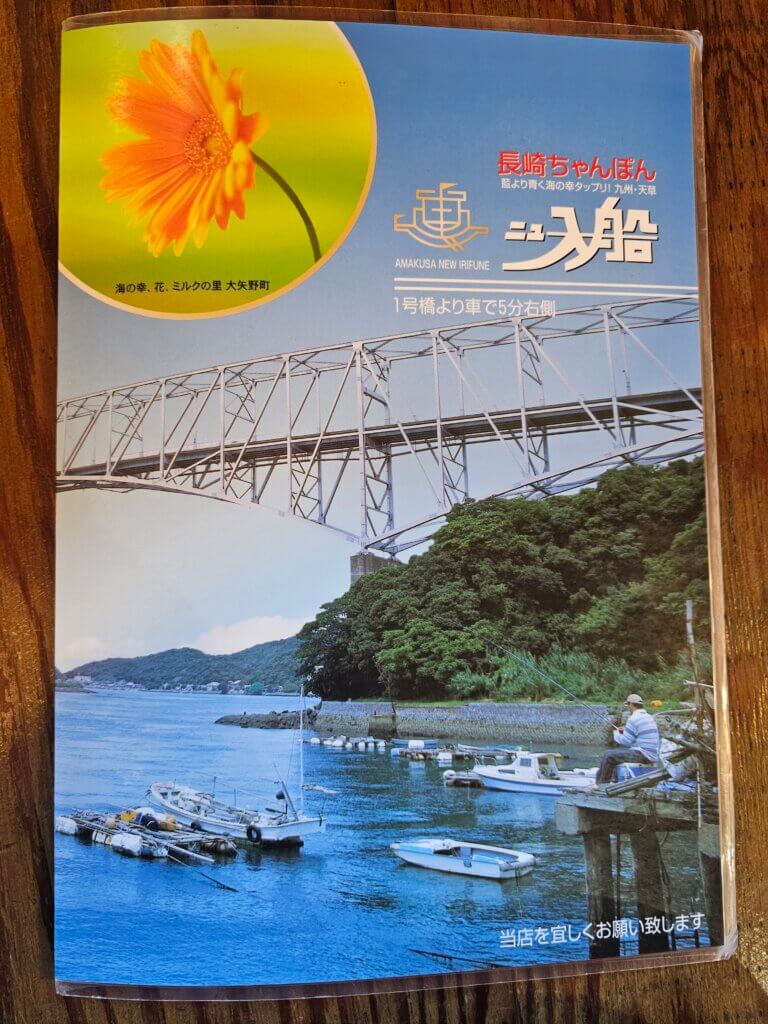 長崎ちゃんぽん
藍より青く海の幸タップリ! 九州・天草
ニュー入船
AMAKUSA NEW IRIFUNE
1号橋より車で5分右側
海の幸、花、ミルクの里 大矢野町
当店を宜しくお願い致します